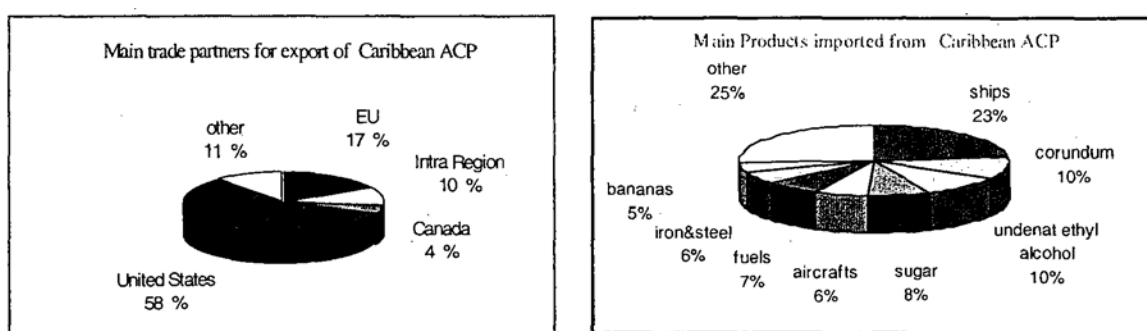 Main trade partners for export of Caribbean ACP
EU
17 %
other
11 %
Intra Region
10 %
Canada
4 %
United States
58 %
Main Products imported from Caribbean ACP
other
25%
ships
23%
corundum
10%
undenat ethyl
alcohol
10%
sugar
8%
aircrafts
6%
fuels
7%
iron&steel
6%
bananas
5%